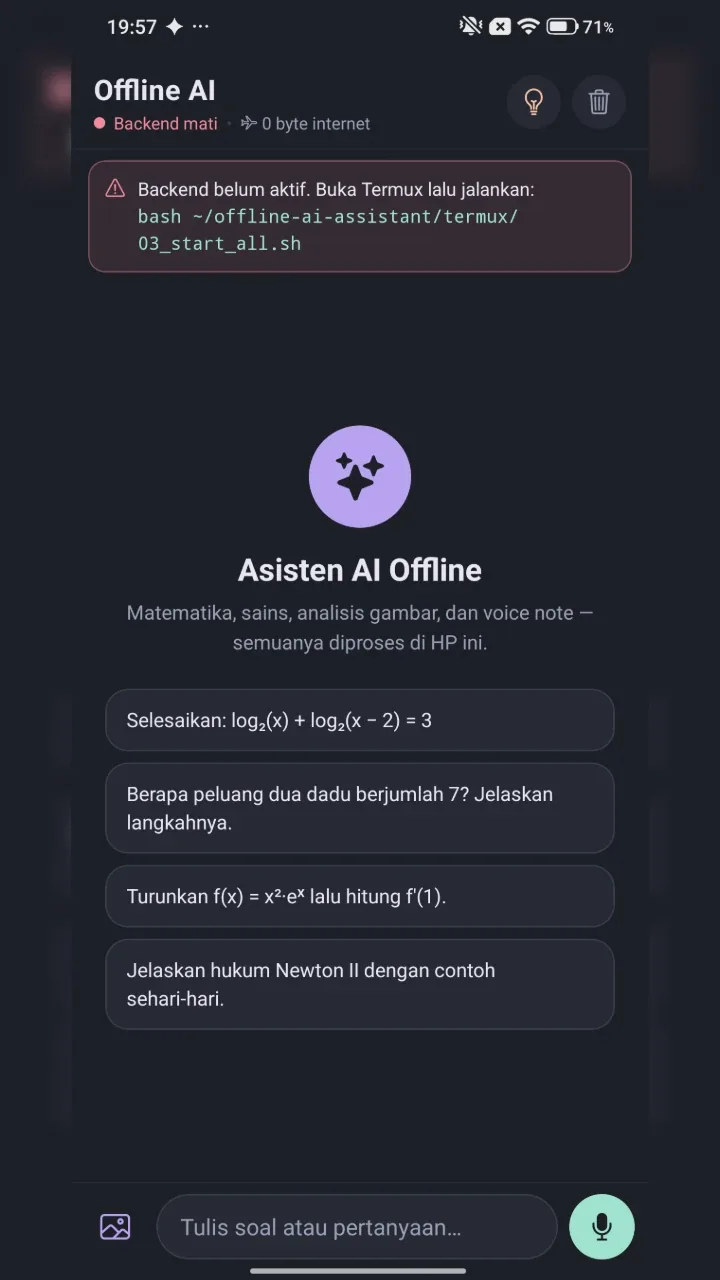 19:57
71%
Offline AI
Backend mati · 0 byte internet
Backend belum aktif. Buka Termux lalu jalankan:
bash ~/offline-ai-assistant/termux/
03_start_all.sh
Asisten AI Offline
Matematika, sains, analisis gambar, dan voice note —
semuanya diproses di HP ini.
Selesaikan: log₂(x) + log₂(x − 2) = 3
Berapa peluang dua dadu berjumlah 7? Jelaskan
langkahnya.
Turunkan f(x) = x²·eˣ lalu hitung f'(1).
Jelaskan hukum Newton II dengan contoh
sehari-hari.
Tulis soal atau pertanyaan…